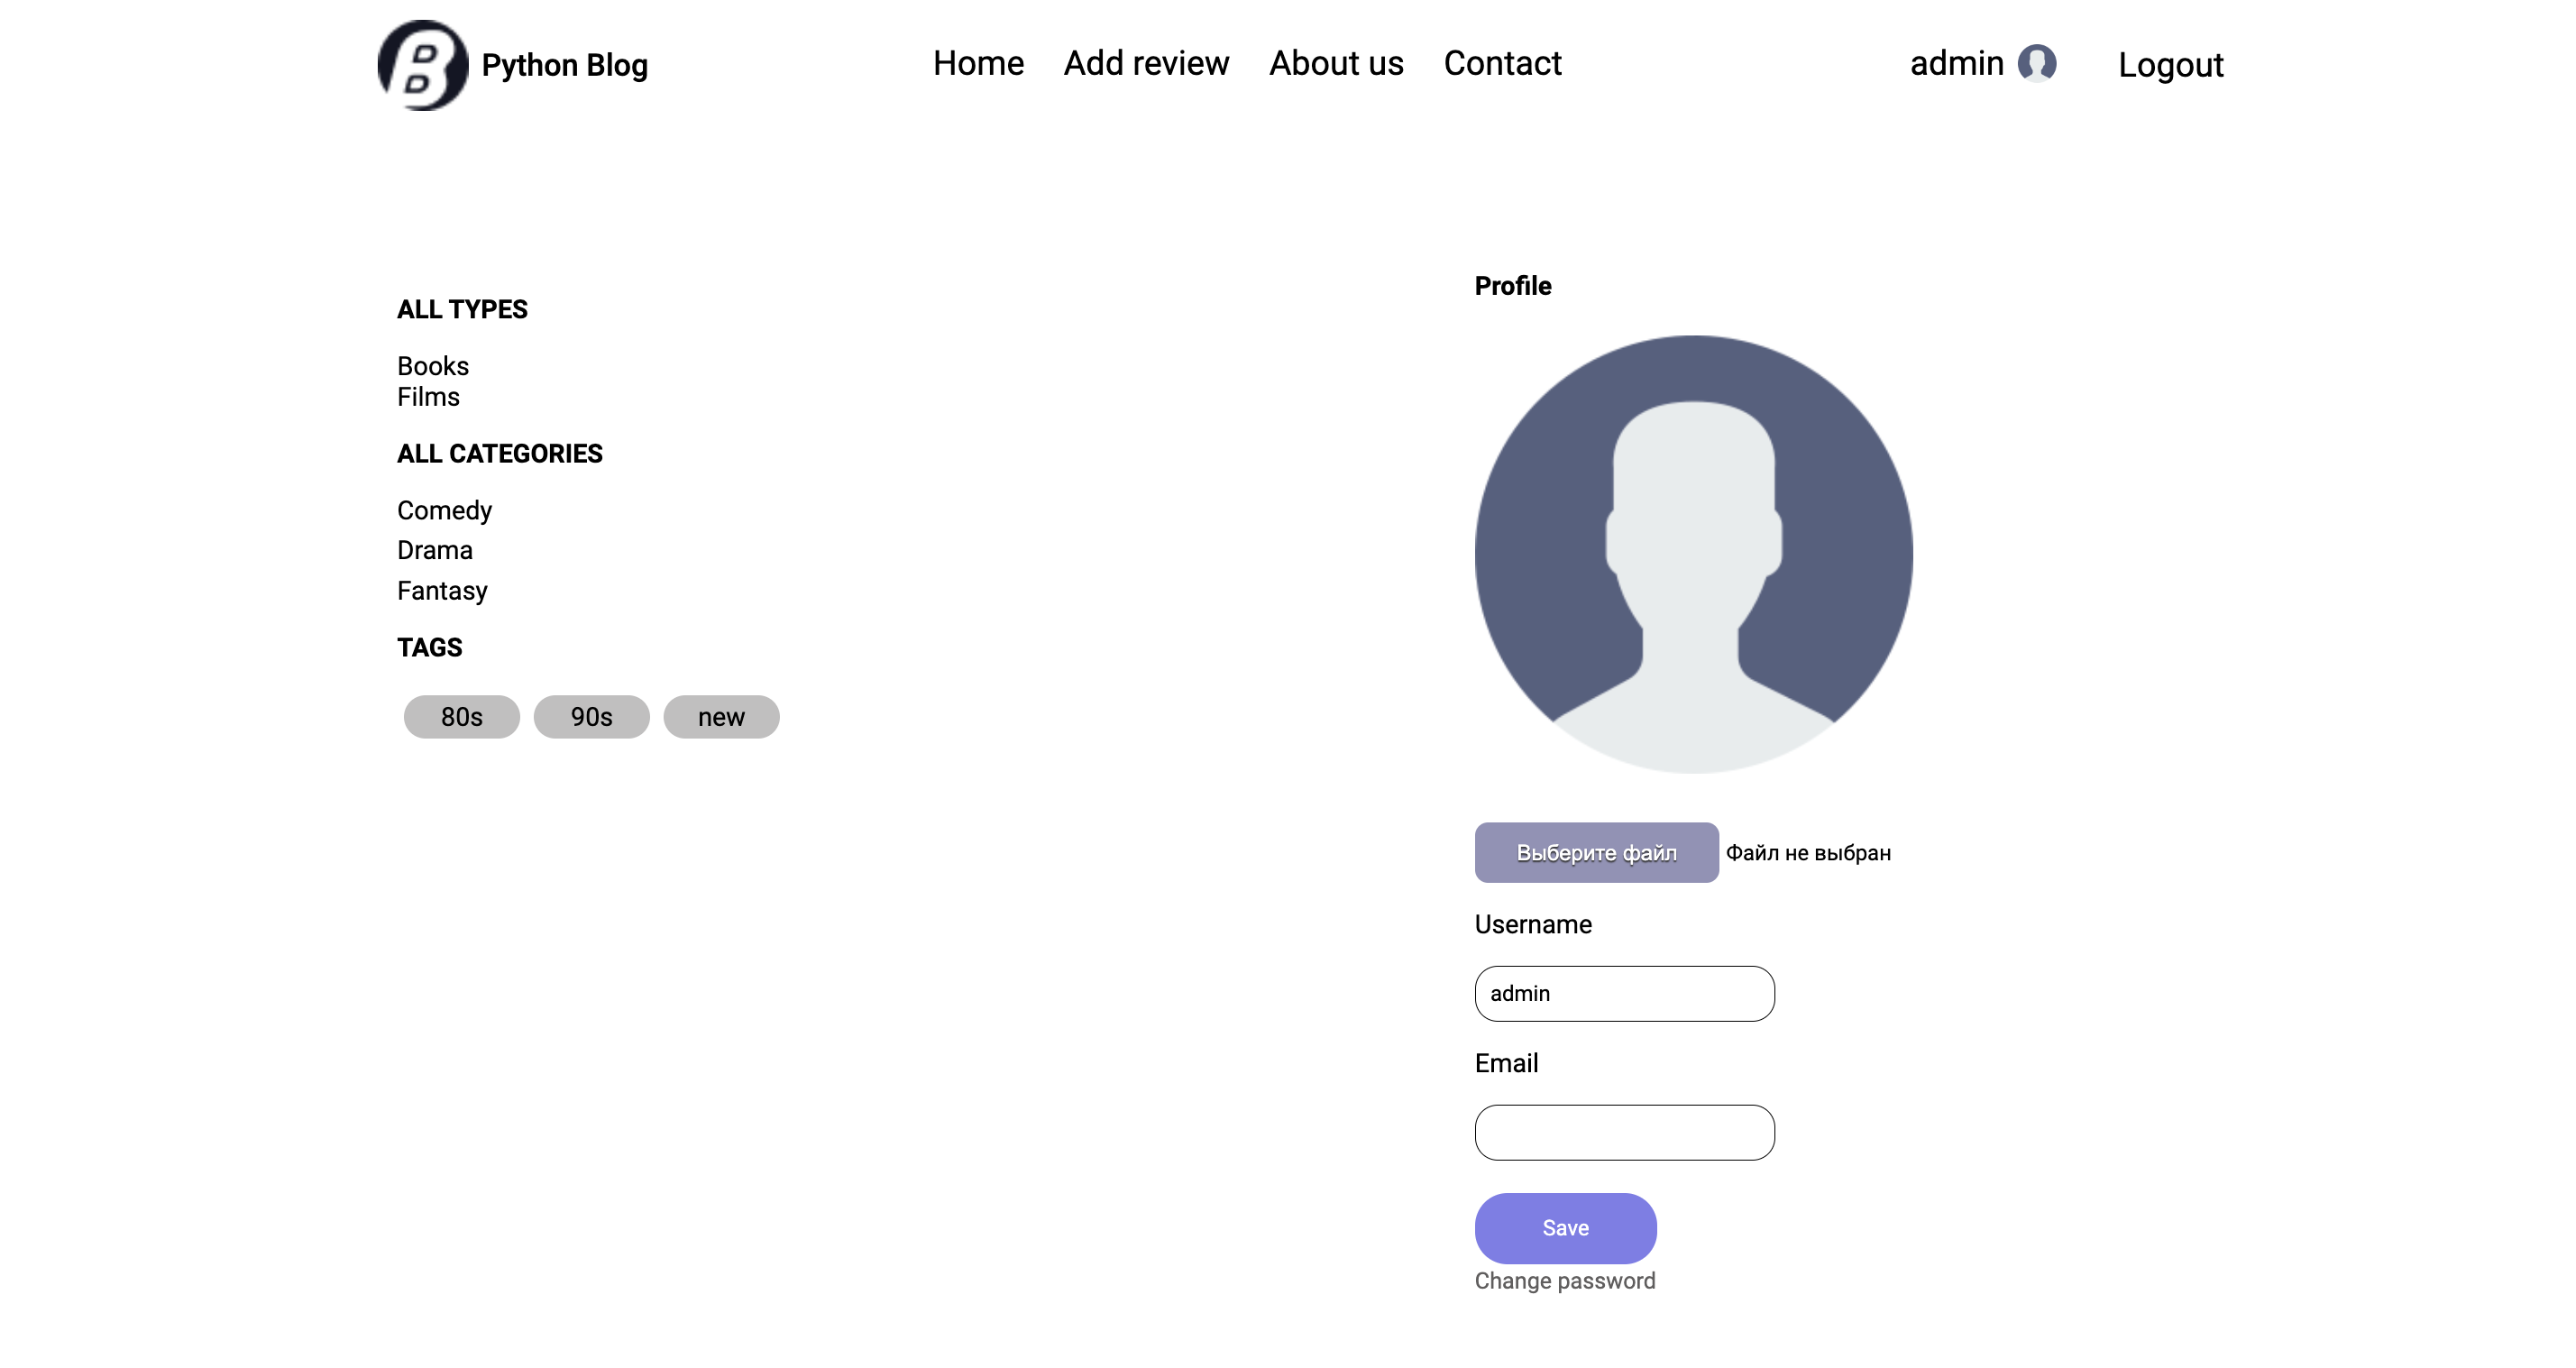 Python Blog
Home Add review About us Contact
admin Logout
ALL TYPES
Books
Films
ALL CATEGORIES
Comedy
Drama
Fantasy
TAGS
80s 90s new
Profile
Выберите файл Файл не выбран
Username
admin
Email
Save
Change password